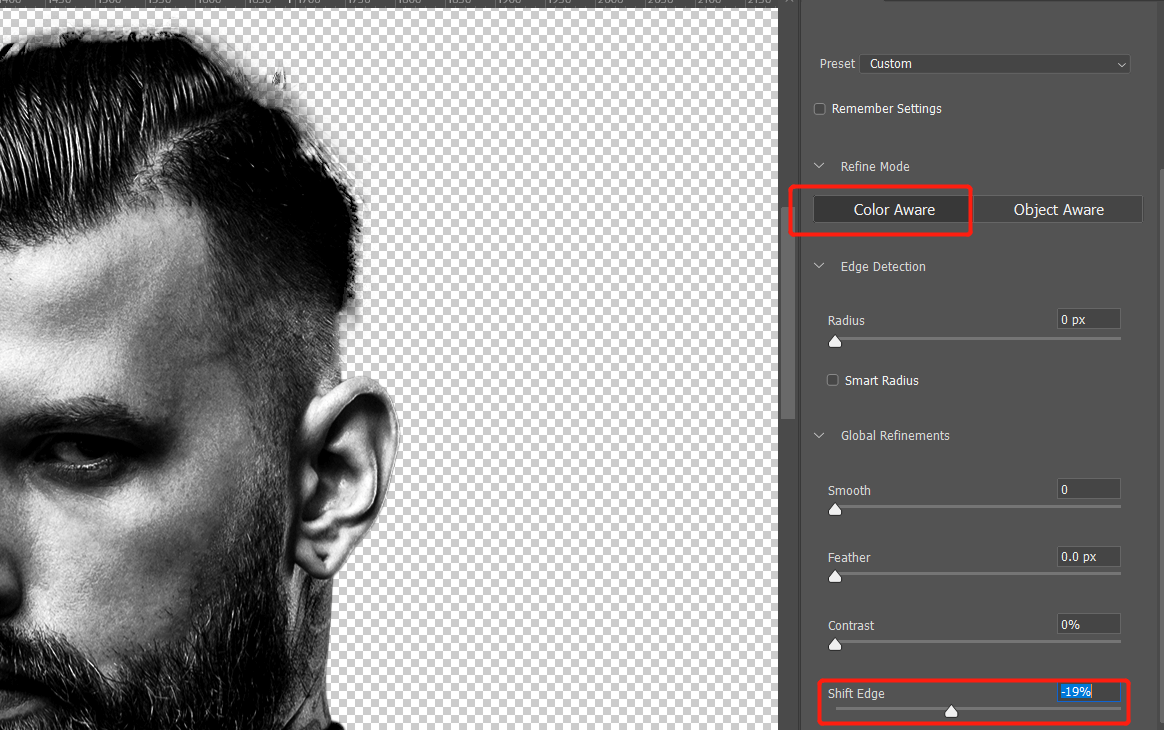 Preset Custom
Remember Settings
Refine Mode
Color Aware Object Aware
Edge Detection
Radius 0 px
Smart Radius
Global Refinements
Smooth 0
Feather 0.0 px
Contrast 0%
Shift Edge -19%